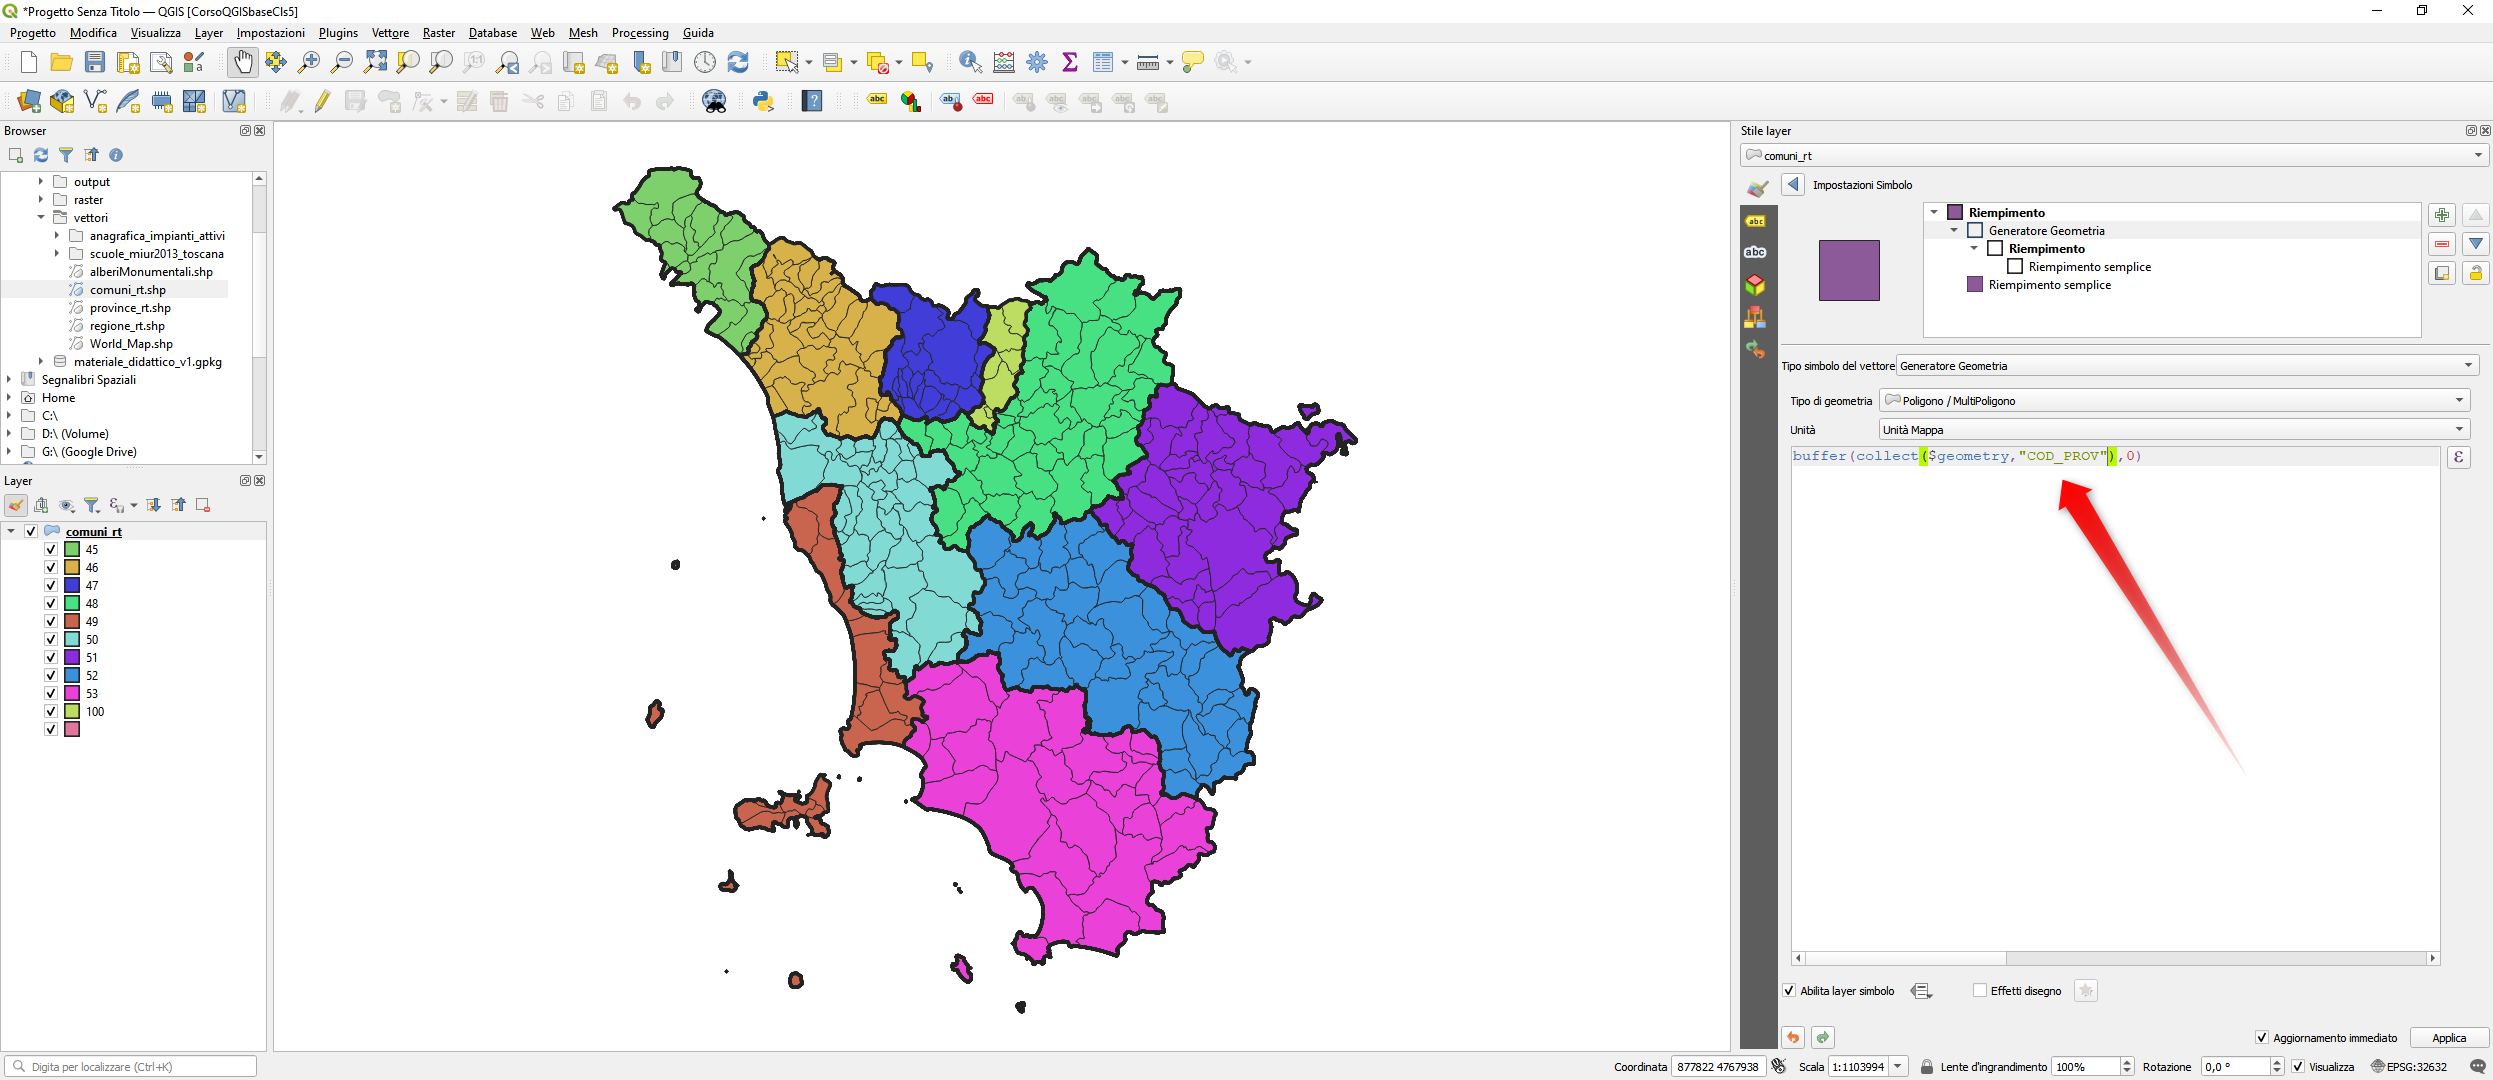 *Progetto Senza Titolo — QGIS [CorsoQGISbaseCls5]
Progetto Modifica Visualizza Layer Impostazioni Plugins Vettore Raster Database Web Mesh Processing Guida
Browser
output
raster
vettori
anagrafica_impianti_attivi
scuole_miur2013_toscana
alberiMonumentali.shp
comuni_rt.shp
province_rt.shp
regione_rt.shp
World_Map.shp
materiale_didattico_v1.gpkg
Segnalibri Spaziali
Home
C:\
D:\ (Volume)
G:\ (Google Drive)
Layer
comuni_rt
45
46
47
48
49
50
51
52
53
100
Digita per localizzare (Ctrl+K)
Stile layer
comuni_rt
Impostazioni Simbolo
Riempimento
Generatore Geometria
Riempimento
Riempimento semplice
Riempimento semplice
Tipo simbolo del vettore Generatore Geometria
Tipo di geometria Poligono / MultiPoligono
Unità Unità Mappa
buffer(collect($geometry,"COD_PROV"),0)
Abilita layer simbolo Effetti disegno
Aggiornamento immediato Applica
Coordinata 877822 4767938 Scala 1:1103994 Lente d'ingrandimento 100% Rotazione 0,0 ° Visualizza EPSG:32632